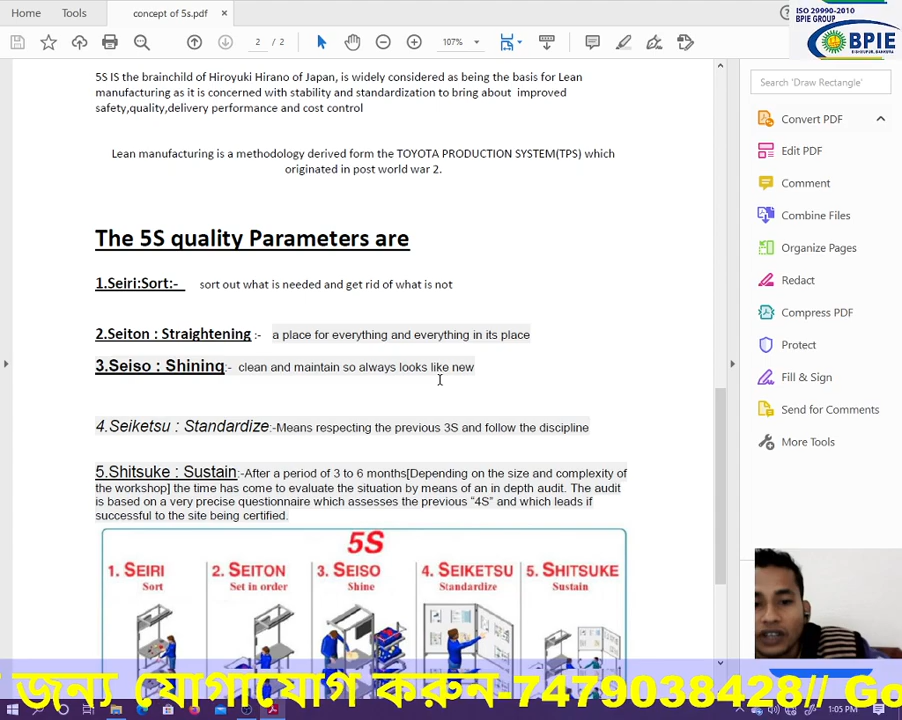 Home
Tools
concept of 5s.pdf
ISO 29990-2010
BPIE GROUP
BPIE
2 / 2
107%
5S IS the brainchild of Hiroyuki Hirano of Japan, is widely considered as being the basis for Lean
manufacturing as it is concerned with stability and standardization to bring about improved
safety,quality,delivery performance and cost control
Lean manufacturing is a methodology derived form the TOYOTA PRODUCTION SYSTEM(TPS) which
originated in post world war 2.
The 5S quality Parameters are
1.Seiri:Sort:- sort out what is needed and get rid of what is not
2.Seiton : Straightening :- a place for everything and everything in its place
3.Seiso : Shining:- clean and maintain so always looks like new
4.Seiketsu : Standardize:-Means respecting the previous 3S and follow the discipline
5.Shitsuke : Sustain:-After a period of 3 to 6 months[Depending on the size and complexity of
the workshop] the time has come to evaluate the situation by means of an in depth audit. The audit
is based on a very precise questionnaire which assesses the previous “4S” and which leads if
successful to the site being certified.
5S
1. SEIRI
Sort
2. SEITON
Set in order
3. SEISO
Shine
4. SEIKETSU
Standardize
5. SHITSUKE
Sustain
Search 'Draw Rectangle'
Convert PDF
Edit PDF
Comment
Combine Files
Organize Pages
Redact
Compress PDF
Protect
Fill & Sign
Send for Comments
More Tools
জন্য যোগাযোগ করুন-7479038428// Go
1:05 PM